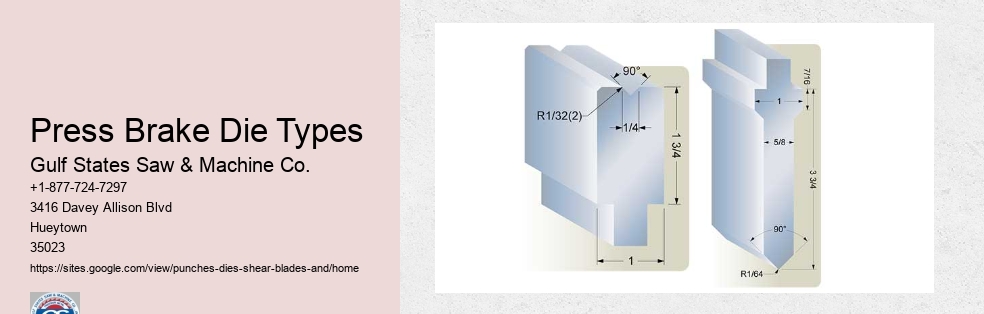 Press Brake Die Types
Gulf States Saw & Machine Co.
+1-877-724-7297
3416 Davey Allison Blvd
Hueytown
35023
https://sites.google.com/view/punches-dies-shear-blades-and/home
90°
R1/32(2)
1/4
1 3/4
1
7/16
1
5/8
3 3/4
90°
R1/64